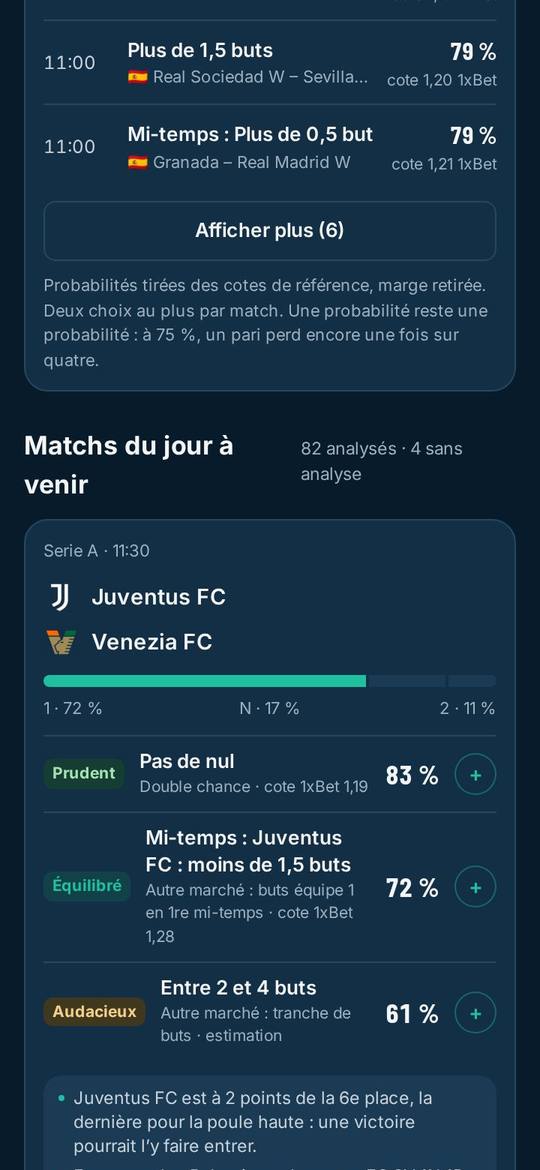 11:00
Plus de 1,5 buts
79 %
Real Sociedad W – Sevilla...
cote 1,20 1xBet
11:00
Mi-temps : Plus de 0,5 but
79 %
Granada – Real Madrid W
cote 1,21 1xBet
Afficher plus (6)
Probabilités tirées des cotes de référence, marge retirée.
Deux choix au plus par match. Une probabilité reste une
probabilité : à 75 %, un pari perd encore une fois sur
quatre.
Matchs du jour à
venir
82 analysés · 4 sans
analyse
Serie A · 11:30
Juventus FC
Venezia FC
1 · 72 %
N · 17 %
2 · 11 %
Prudent
Pas de nul
Double chance · cote 1xBet 1,19
83 %
+
Équilibré
Mi-temps : Juventus
FC : moins de 1,5 buts
Autre marché : buts équipe 1
en 1re mi-temps · cote 1xBet
1,28
72 %
+
Audacieux
Entre 2 et 4 buts
Autre marché : tranche de
buts · estimation
61 %
+
Juventus FC est à 2 points de la 6e place, la
dernière pour la poule haute : une victoire
pourrait l’y faire entrer.